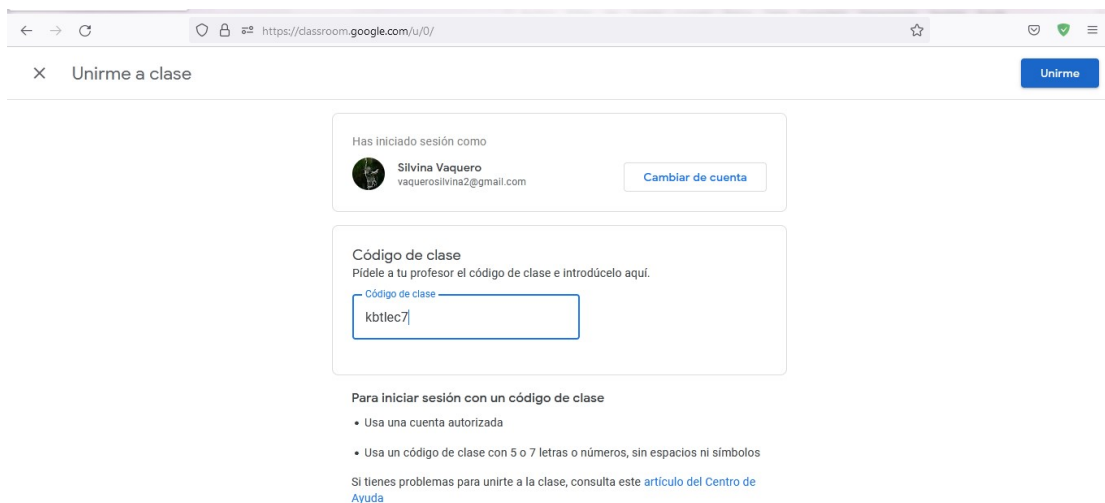 https://classroom.google.com/u/0/
Unirme a clase
Unirme
Has iniciado sesión como
Silvina Vaquero
vaquerosilvina2@gmail.com
Cambiar de cuenta
Código de clase
Pídele a tu profesor el código de clase e introdúcelo aquí.
Código de clase
kbtlec7
Para iniciar sesión con un código de clase
• Usa una cuenta autorizada
• Usa un código de clase con 5 o 7 letras o números, sin espacios ni símbolos
Si tienes problemas para unirte a la clase, consulta este artículo del Centro de
Ayuda